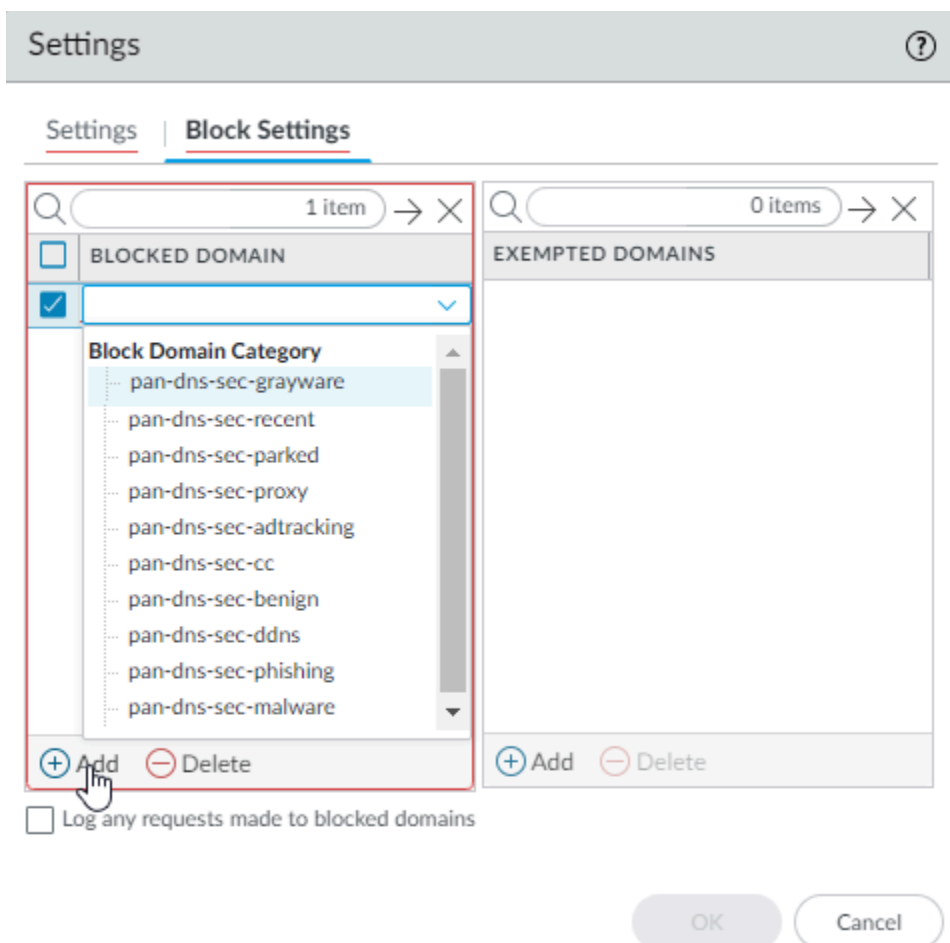 Settings
Settings | Block Settings
1 item
BLOCKED DOMAIN
Block Domain Category
pan-dns-sec-grayware
pan-dns-sec-recent
pan-dns-sec-parked
pan-dns-sec-proxy
pan-dns-sec-adtracking
pan-dns-sec-cc
pan-dns-sec-benign
pan-dns-sec-ddns
pan-dns-sec-phishing
pan-dns-sec-malware
Add Delete
0 items
EXEMPTED DOMAINS
Add Delete
Log any requests made to blocked domains
OK Cancel